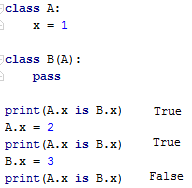 class A:
    x = 1
class B(A):
    pass
print(A.x is B.x) True
A.x = 2
print(A.x is B.x) True
B.x = 3
print(A.x is B.x) False